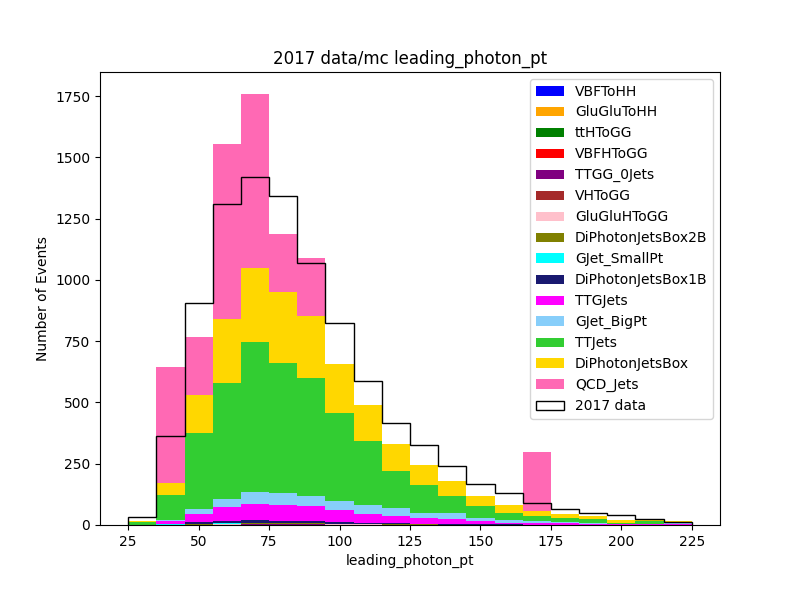 2017 data/mc leading_photon_pt
Number of Events
1750
1500
1250
1000
750
500
250
0
25
50
75
100
125
150
175
200
225
leading_photon_pt
VBFToHH
GluGluToHH
ttHToGG
VBFHToGG
TTGG_0Jets
VHToGG
GluGluHToGG
DiPhotonJetsBox2B
GJet_SmallPt
DiPhotonJetsBox1B
TTGJets
GJet_BigPt
TTJets
DiPhotonJetsBox
QCD_Jets
2017 data